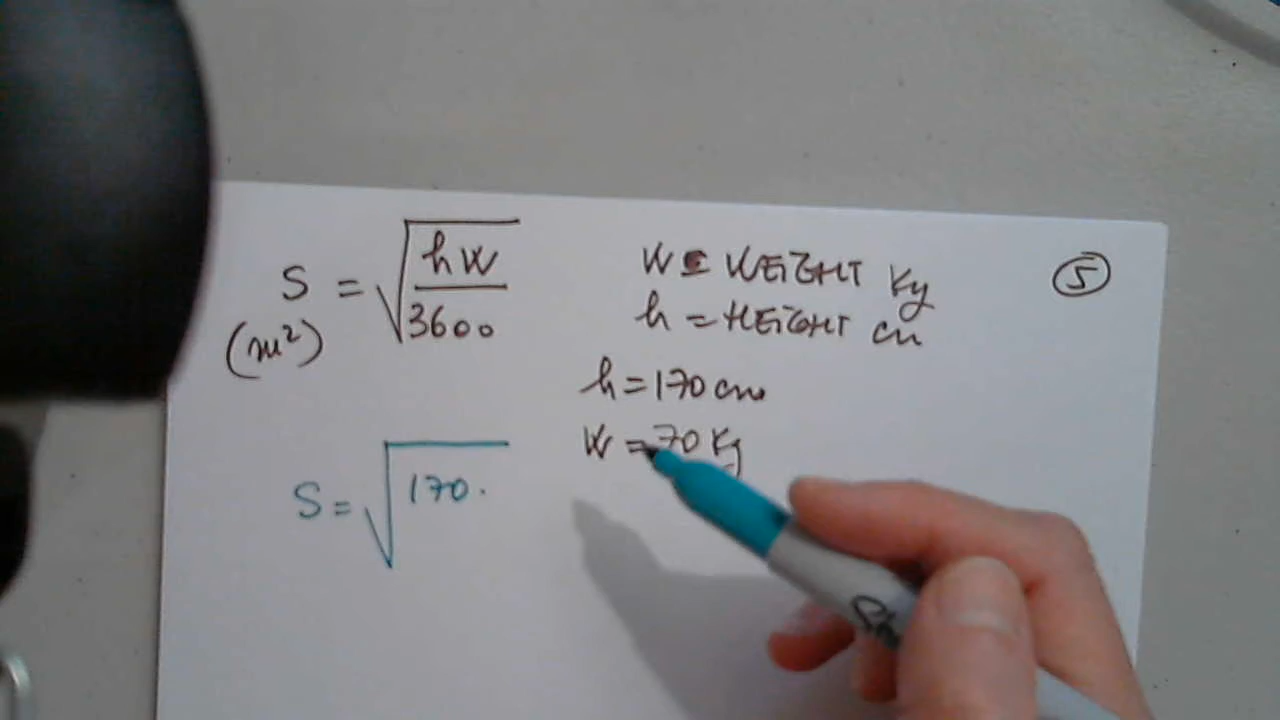 S = √(hW/3600)
(m²)
W = WEIGHT Kg
h = HEIGHT cm
5
h = 170 cm
W = 70 Kg
S = √170.